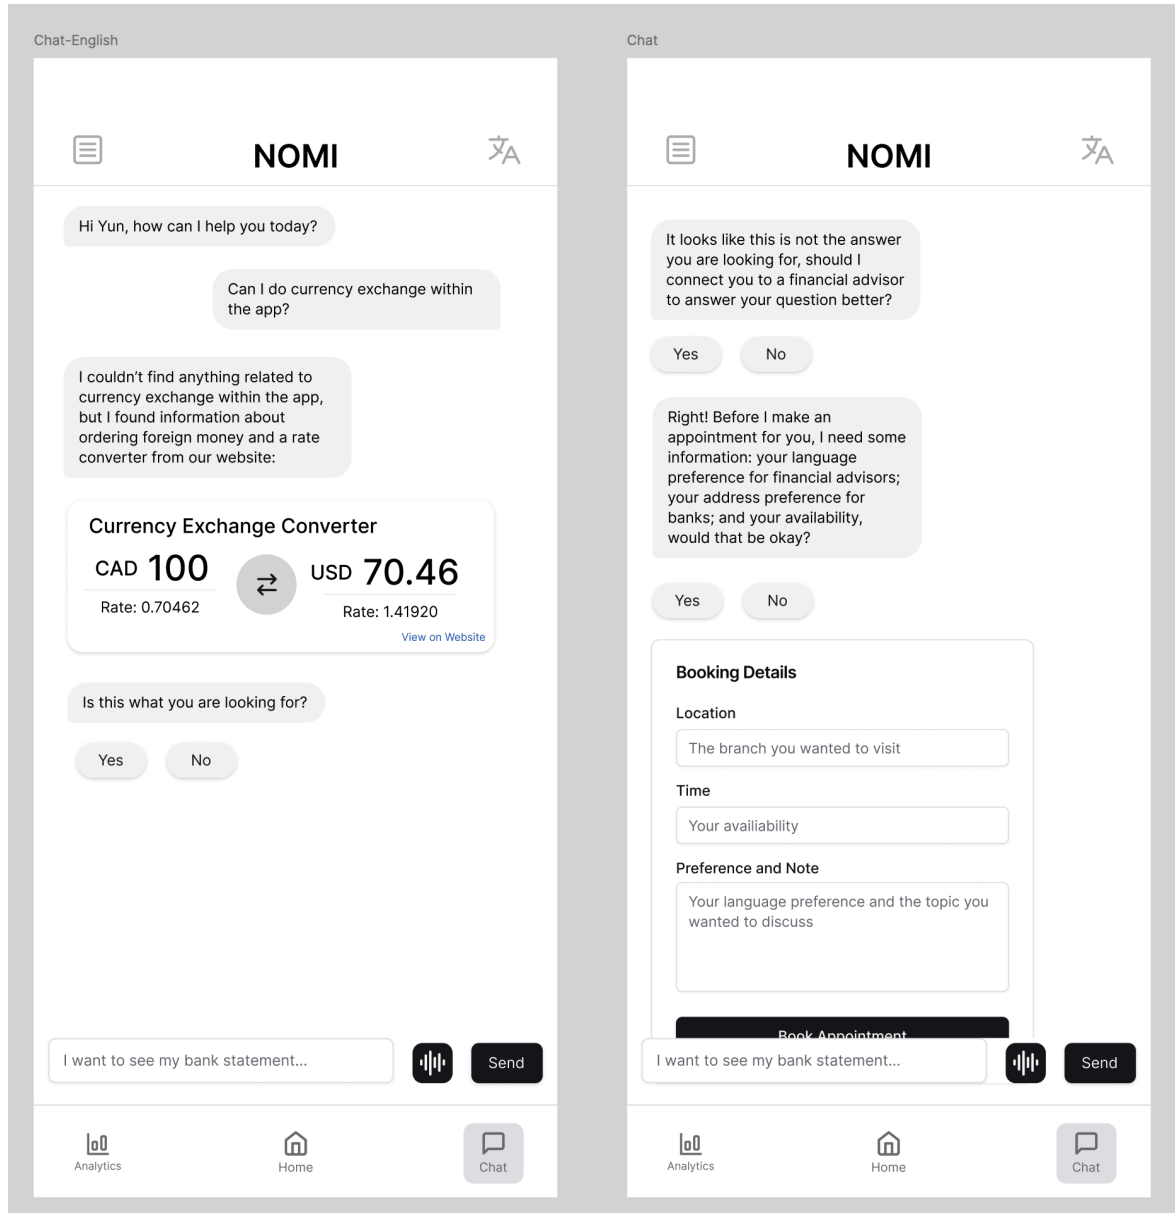 Chat-English
NOMI
Hi Yun, how can I help you today?
Can I do currency exchange within
the app?
I couldn’t find anything related to
currency exchange within the app,
but I found information about
ordering foreign money and a rate
converter from our website:
Currency Exchange Converter
CAD 100
USD 70.46
Rate: 0.70462
Rate: 1.41920
View on Website
Is this what you are looking for?
Yes
No
I want to see my bank statement...
Send
Analytics
Home
Chat
Chat
NOMI
It looks like this is not the answer
you are looking for, should I
connect you to a financial advisor
to answer your question better?
Yes
No
Right! Before I make an
appointment for you, I need some
information: your language
preference for financial advisors;
your address preference for
banks; and your availability,
would that be okay?
Yes
No
Booking Details
Location
The branch you wanted to visit
Time
Your availiability
Preference and Note
Your language preference and the topic you
wanted to discuss
Book Appointment
I want to see my bank statement...
Send
Analytics
Home
Chat